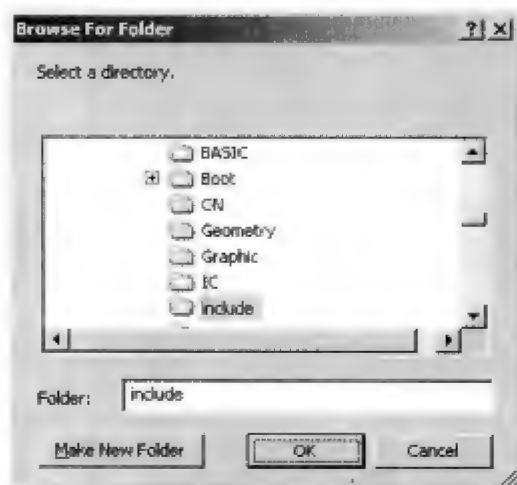 Browse For Folder
Select a directory.
BASIC
Boot
CN
Geometry
Graphic
IC
include
Folder: include
Make New Folder OK Cancel